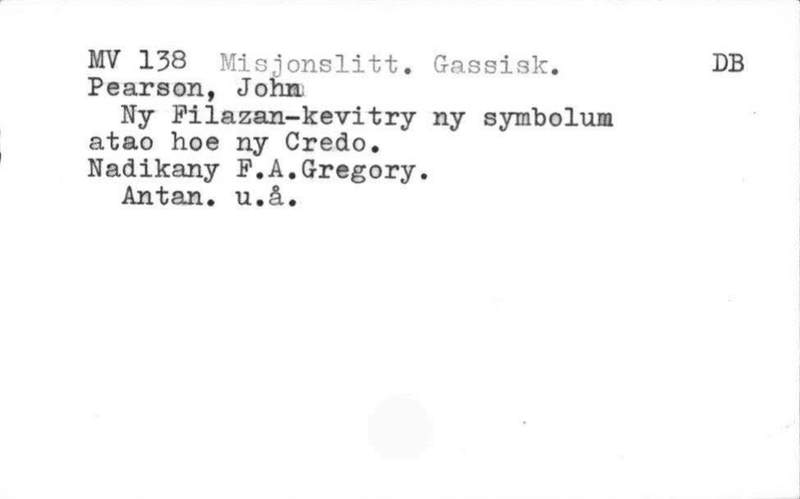 MV 138 Misjonslitt. Gassisk. DB
Pearson, John
Ny Filazan-kevitry ny symbolum
atao hoe ny Credo.
Nadikany F.A.Gregory.
Antan. u.å.